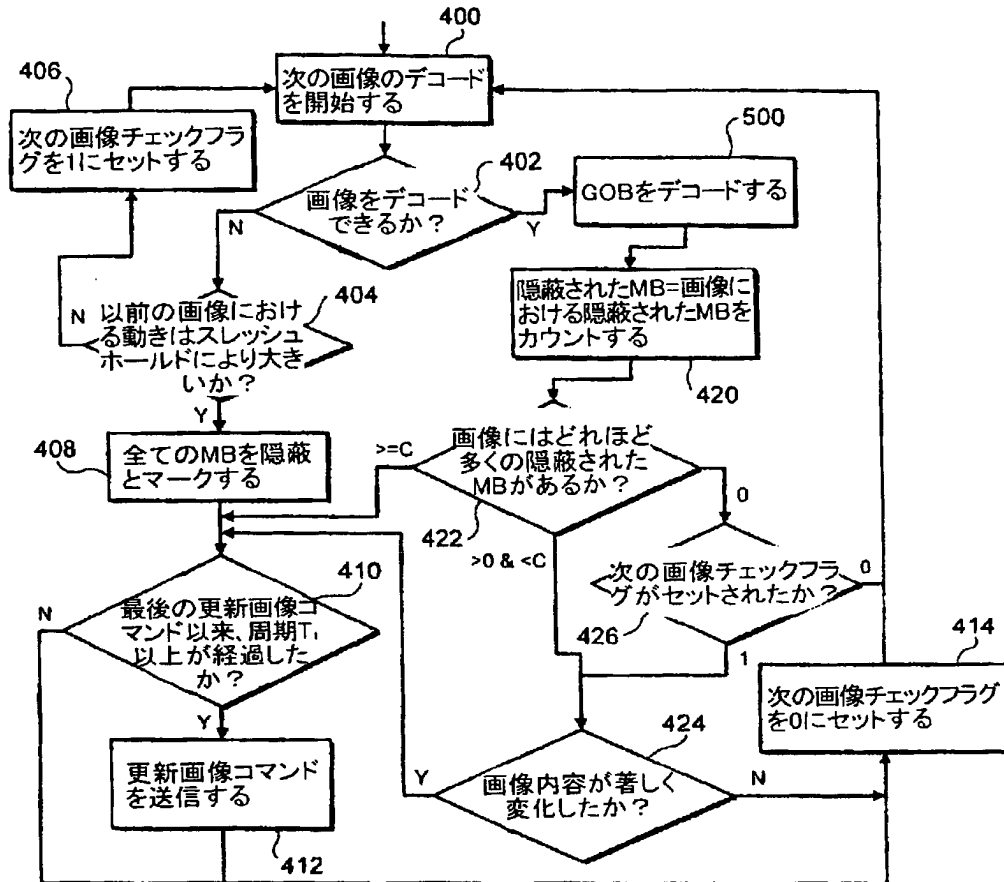 400
次の画像のデコード
を開始する
406
次の画像チェックフラ
グを1にセットする
402
画像をデコード
できるか?
N
Y
500
GOBをデコードする
404
以前の画像におけ
る動きはスレッシュ
ホールドにより大き
いか?
N
Y
隠蔽されたMB=画像に
おける隠蔽されたMBを
カウントする
420
408
全てのMBを隠蔽
とマークする
>=C
画像にはどれほど
多くの隠蔽された
MBがあるか?
422
0
>0 & <C
次の画像チェックフラ
グがセットされたか?
426
0
1
410
最後の更新画像コ
マンド以来、周期T₁
以上が経過した
か?
N
Y
414
次の画像チェックフラグ
を0にセットする
424
画像内容が著しく
変化したか?
Y
N
更新画像コマンド
を送信する
412